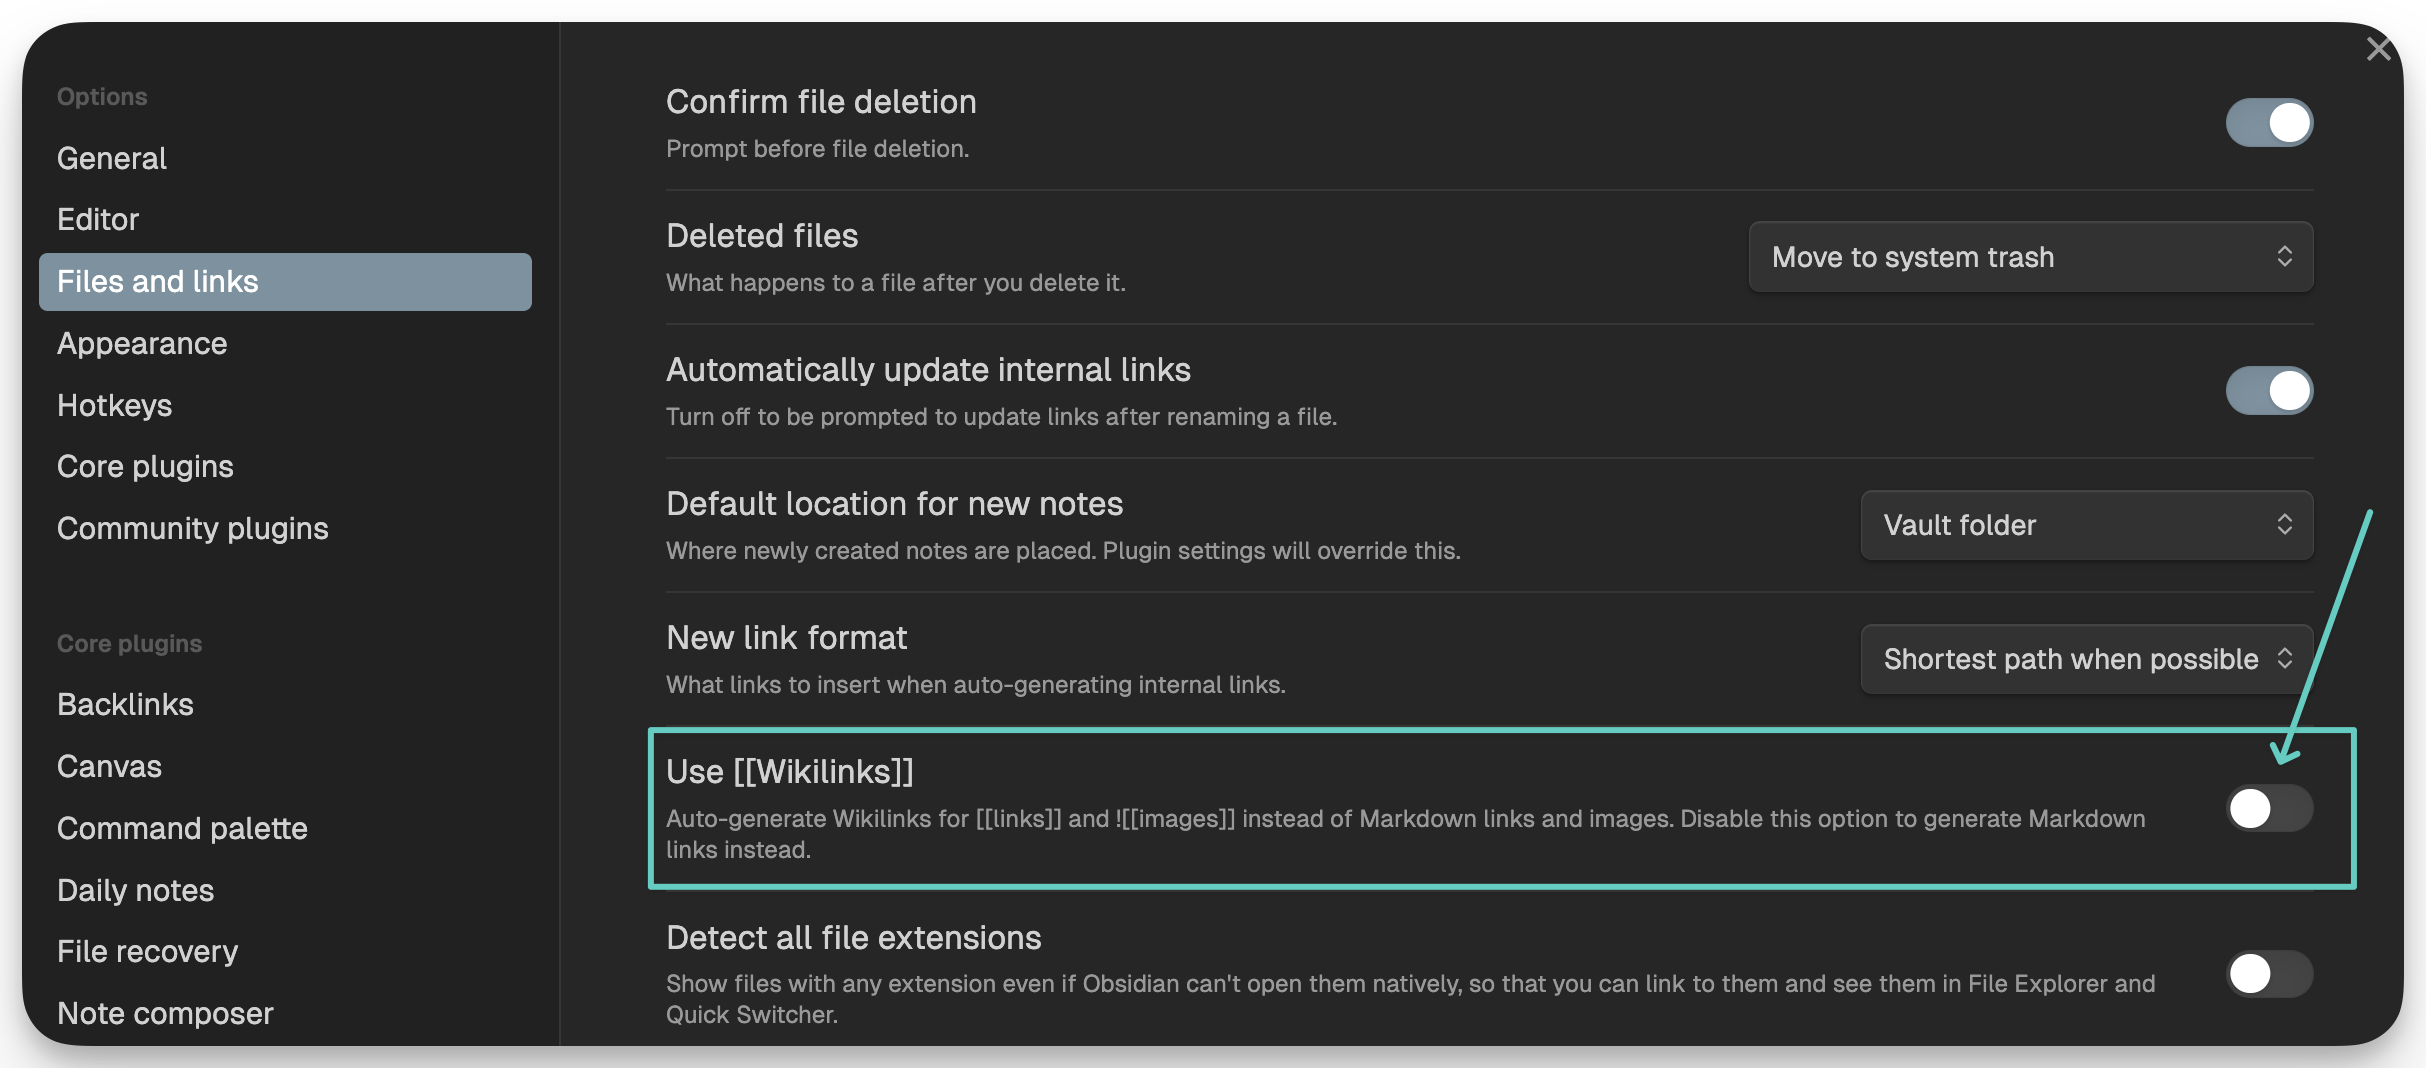 Options
General
Editor
Files and links
Appearance
Hotkeys
Core plugins
Community plugins
Core plugins
Backlinks
Canvas
Command palette
Daily notes
File recovery
Note composer
Confirm file deletion
Prompt before file deletion.
Deleted files
What happens to a file after you delete it.
Move to system trash
Automatically update internal links
Turn off to be prompted to update links after renaming a file.
Default location for new notes
Where newly created notes are placed. Plugin settings will override this.
Vault folder
New link format
What links to insert when auto-generating internal links.
Shortest path when possible
Use [[Wikilinks]]
Auto-generate Wikilinks for [[links]] and ![[images]] instead of Markdown links and images. Disable this option to generate Markdown
links instead.
Detect all file extensions
Show files with any extension even if Obsidian can't open them natively, so that you can link to them and see them in File Explorer and
Quick Switcher.